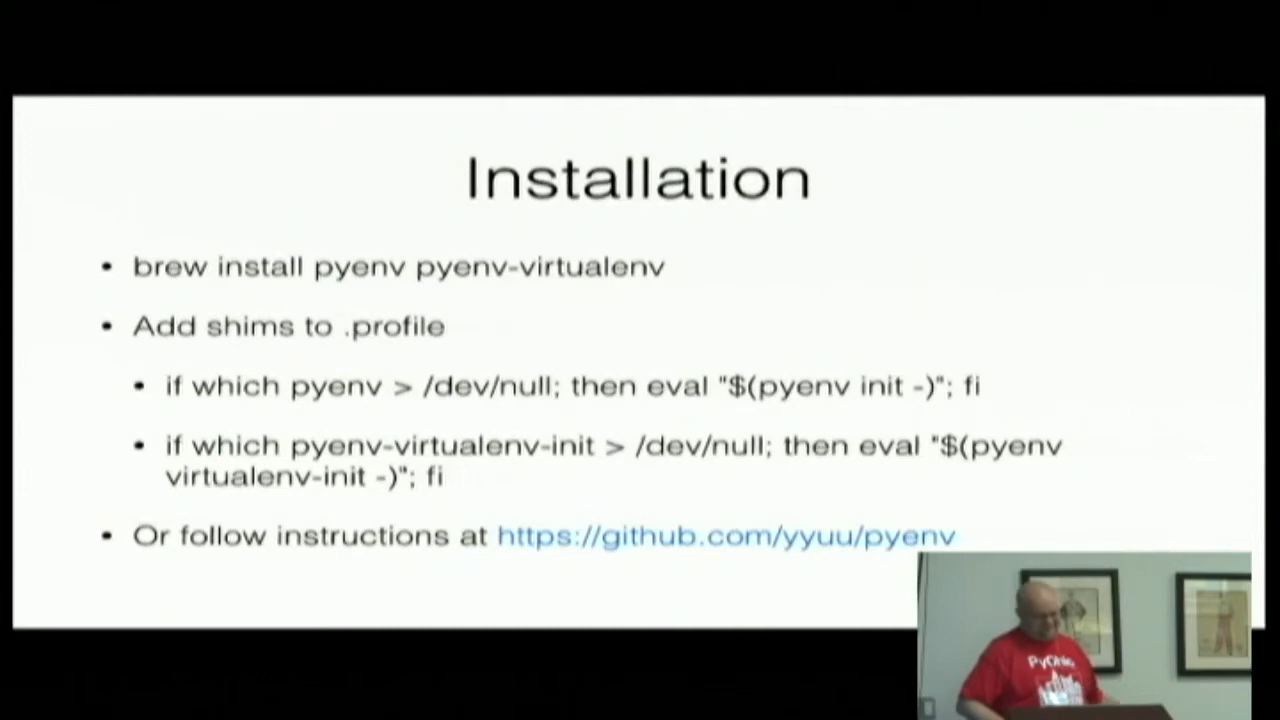 Installation
• brew install pyenv pyenv-virtualenv
• Add shims to .profile
• if which pyenv > /dev/null; then eval "$(pyenv init -)"; fi
• if which pyenv-virtualenv-init > /dev/null; then eval "$(pyenv
virtualenv-init -)"; fi
• Or follow instructions at https://github.com/yyuu/pyenv
PyOhio